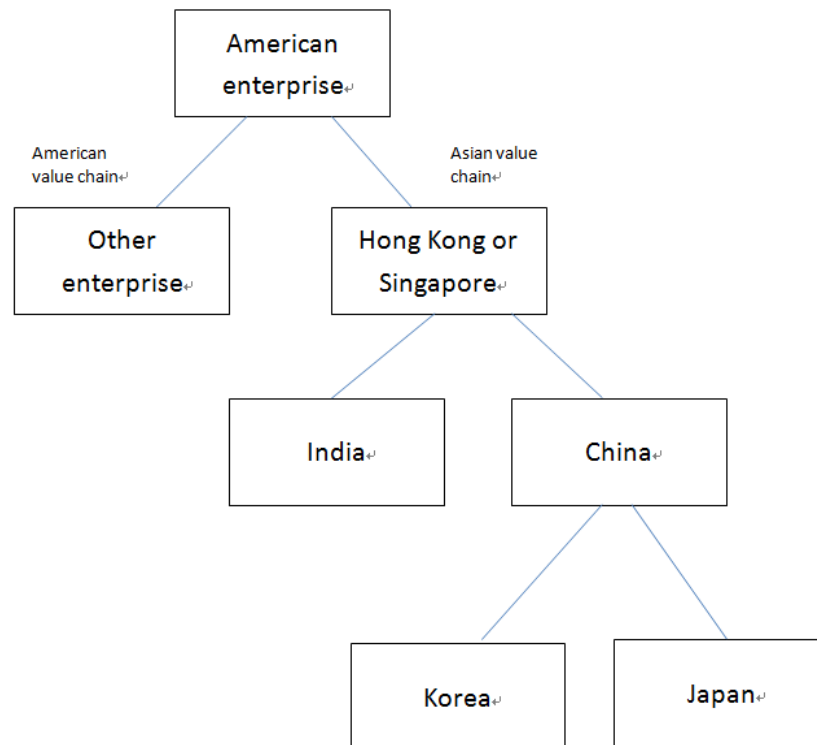 American
enterprise↵
American
value chain↵
Asian value
chain↵
Other
enterprise↵
Hong Kong or
Singapore↵
India↵
China↵
Korea↵
Japan↵